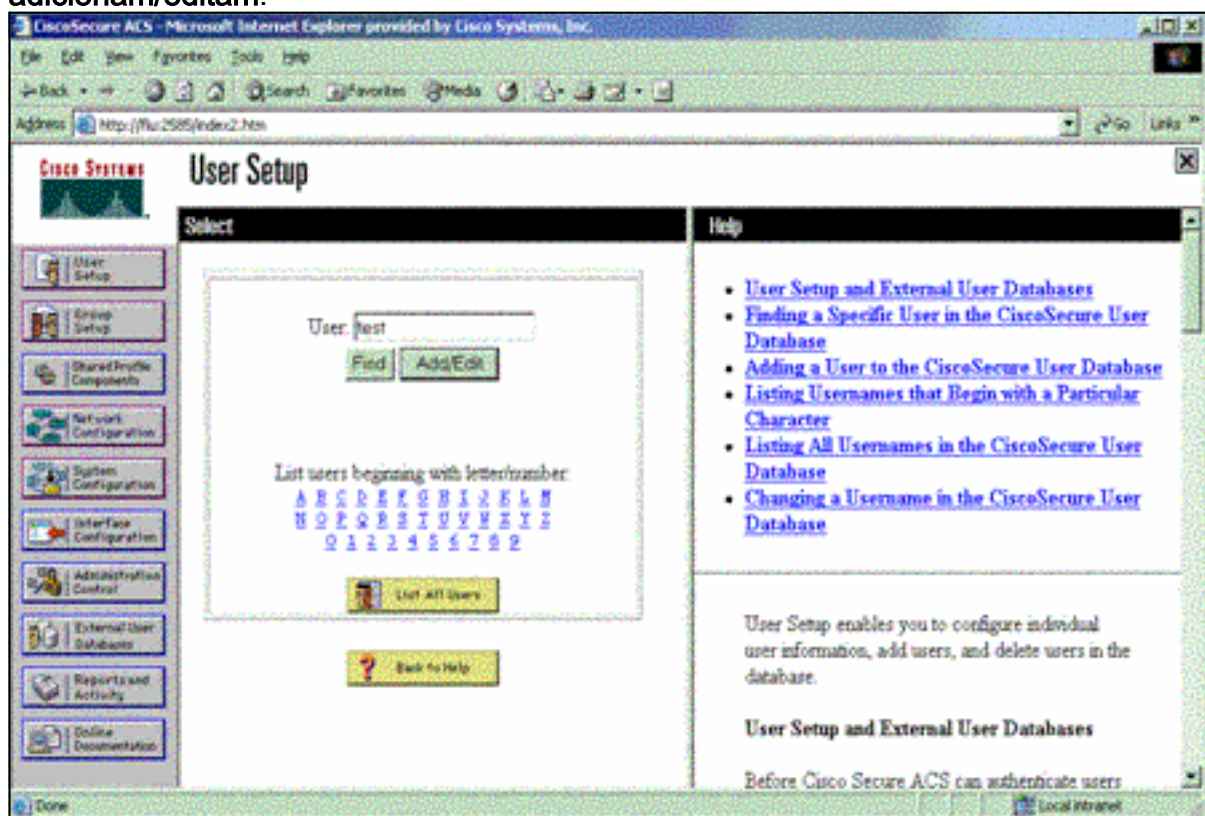 adicionam/editam.
CiscoSecure ACS - Microsoft Internet Explorer provided by Cisco Systems, Inc.
File Edit View Favorites Tools Help
Back Search Favorites Media
Address http://flu:2585/index2.htm Go Links »
CISCO SYSTEMS
User Setup
Select
Help
User Setup
Group Setup
Shared Profile Components
Network Configuration
System Configuration
Interface Configuration
Administration Control
External User Databases
Reports and Activity
Online Documentation
User: test
Find Add/Edit
List users beginning with letter/number:
A B C D E F G H I J K L M
N O P Q R S T U V W X Y Z
0 1 2 3 4 5 6 7 8 9
List All Users
Back to Help
• User Setup and External User Databases
• Finding a Specific User in the CiscoSecure User
Database
• Adding a User to the CiscoSecure User Database
• Listing Usernames that Begin with a Particular
Character
• Listing All Usernames in the CiscoSecure User
Database
• Changing a Username in the CiscoSecure User
Database
User Setup enables you to configure individual
user information, add users, and delete users in the
database.
User Setup and External User Databases
Before Cisco Secure ACS can authenticate users
Done
Local intranet